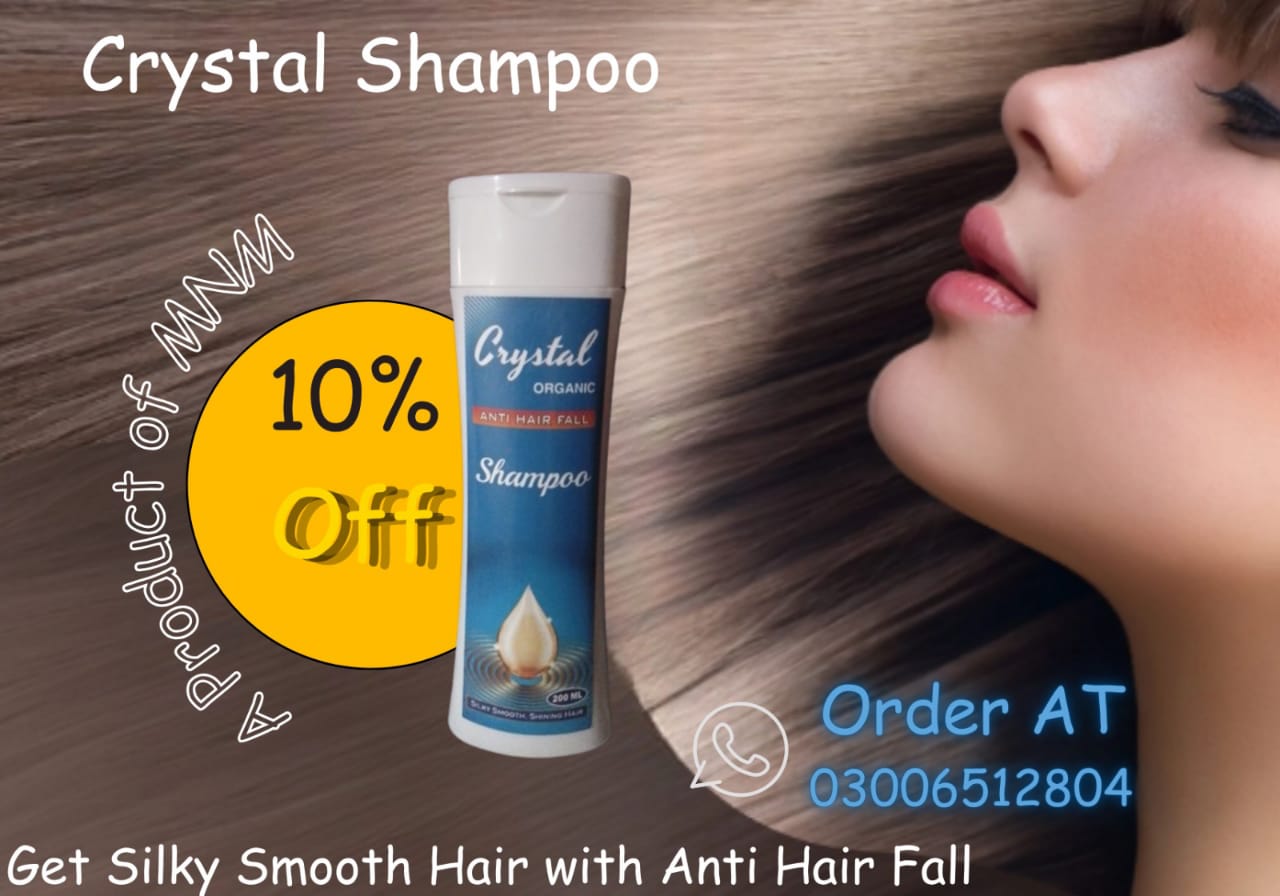 Crystal Shampoo
A Product of MNM
10%
Off
Crystal
ORGANIC
ANTI HAIR FALL
Shampoo
200 ML
SILKY SMOOTH, SHINING HAIR
Order AT
03006512804
Get Silky Smooth Hair with Anti Hair Fall